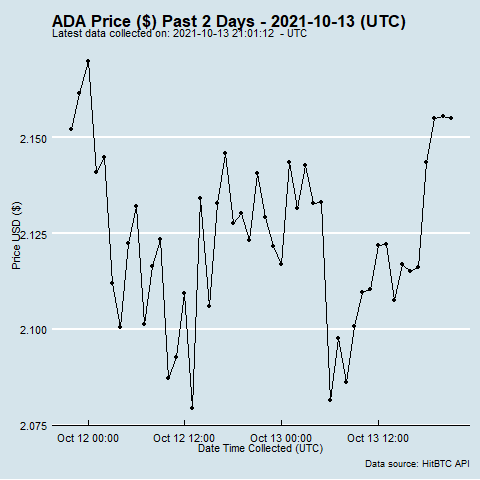 ADA Price ($) Past 2 Days - 2021-10-13 (UTC)
Latest data collected on: 2021-10-13 21:01:12  - UTC
2.150
2.125
2.100
2.075
Price USD ($)
Oct 12 00:00 Oct 12 12:00 Oct 13 00:00 Oct 13 12:00
Date Time Collected (UTC)
Data source: HitBTC API